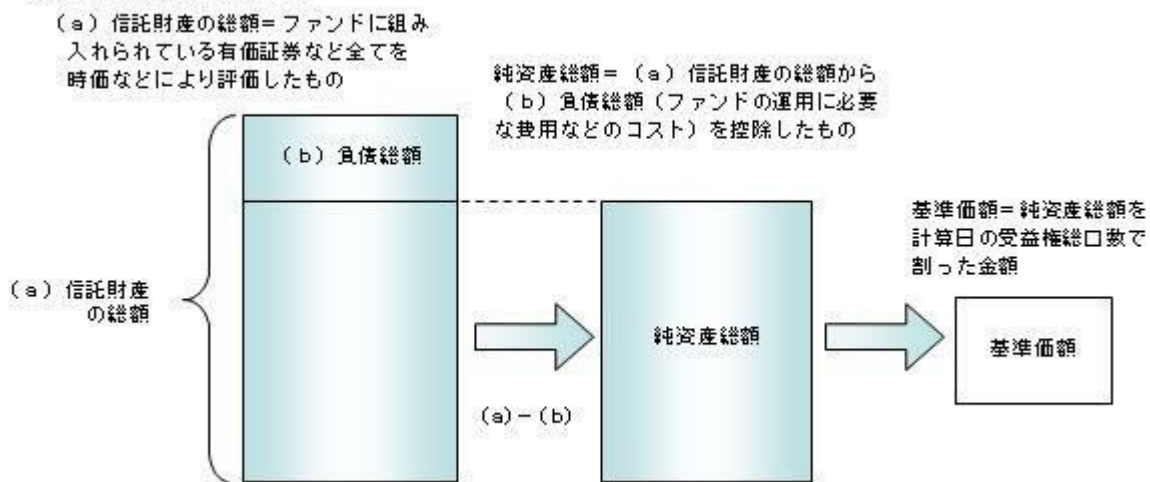 (a)信託財産の総額=ファンドに組み
入れられている有価証券など全てを
時価などにより評価したもの
純資産総額=(a)信託財産の総額から
(b)負債総額(ファンドの運用に必要
な費用などのコスト)を控除したもの
(b)負債総額
基準価額=純資産総額を
計算日の受益権総口数で
割った金額
(a)信託財産
の総額
純資産総額
基準価額
(a)-(b)